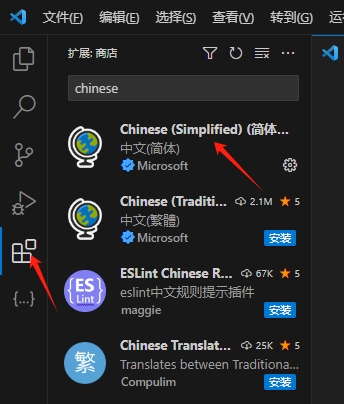 文件(F) 编辑(E) 选择(S) 查看(V) 转到(G)
扩展: 商店
chinese
Chinese (Simplified) (简体...
中文(简体)
Microsoft
Chinese (Traditi... 2.1M 5
中文(繁體)
Microsoft 安装
{ES}
Lint
ESLint Chinese R... 67K 5
eslint中文规则提示插件
maggie 安装
繁
Chinese Translat... 25K 5
Translates between Traditiona...
Compulim 安装
{...}